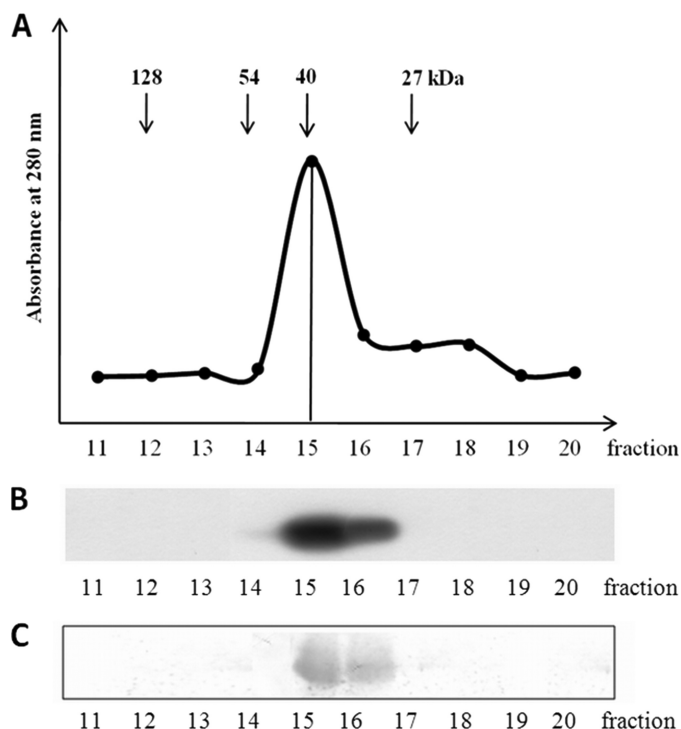 A
128 54 40 27 kDa
Absorbance at 280 nm
11 12 13 14 15 16 17 18 19 20 fraction
B
11 12 13 14 15 16 17 18 19 20 fraction
C
11 12 13 14 15 16 17 18 19 20 fraction